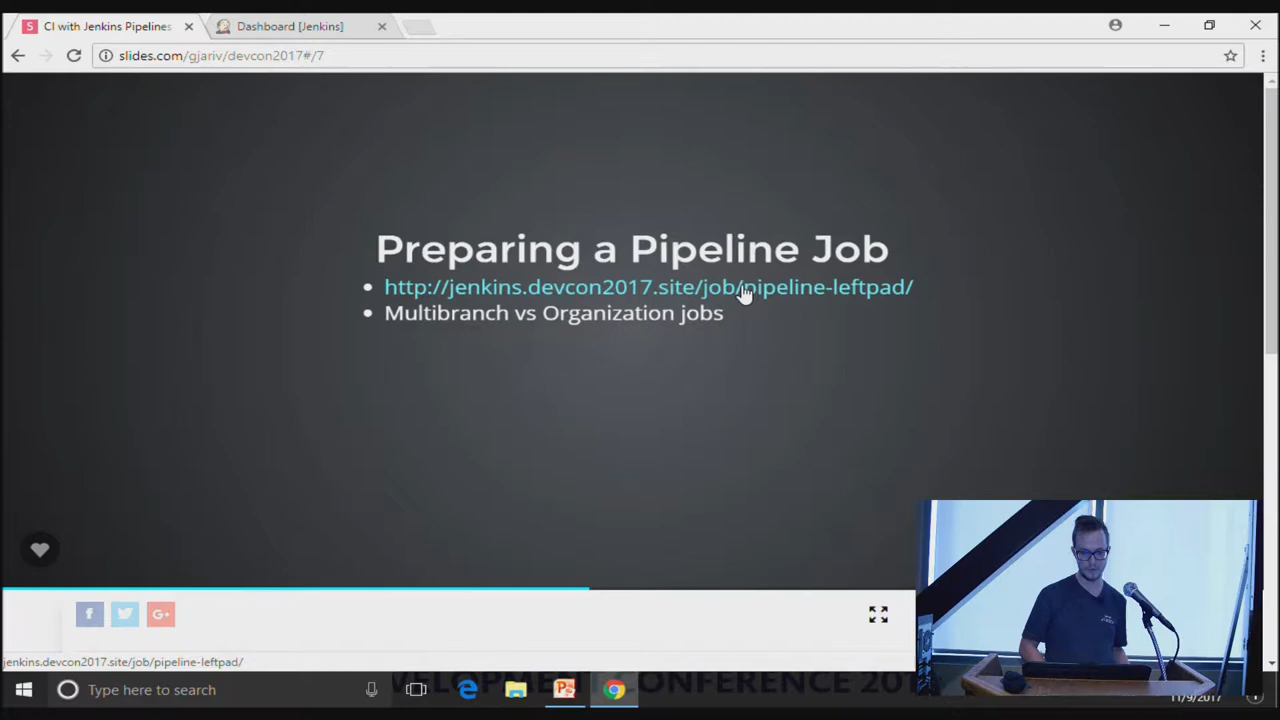 CI with Jenkins Pipelines
Dashboard [Jenkins]
slides.com/gjariv/devcon2017#/7
Preparing a Pipeline Job
http://jenkins.devcon2017.site/job/pipeline-leftpad/
Multibranch vs Organization jobs
jenkins.devcon2017.site/job/pipeline-leftpad/
Type here to search
11/9/2017